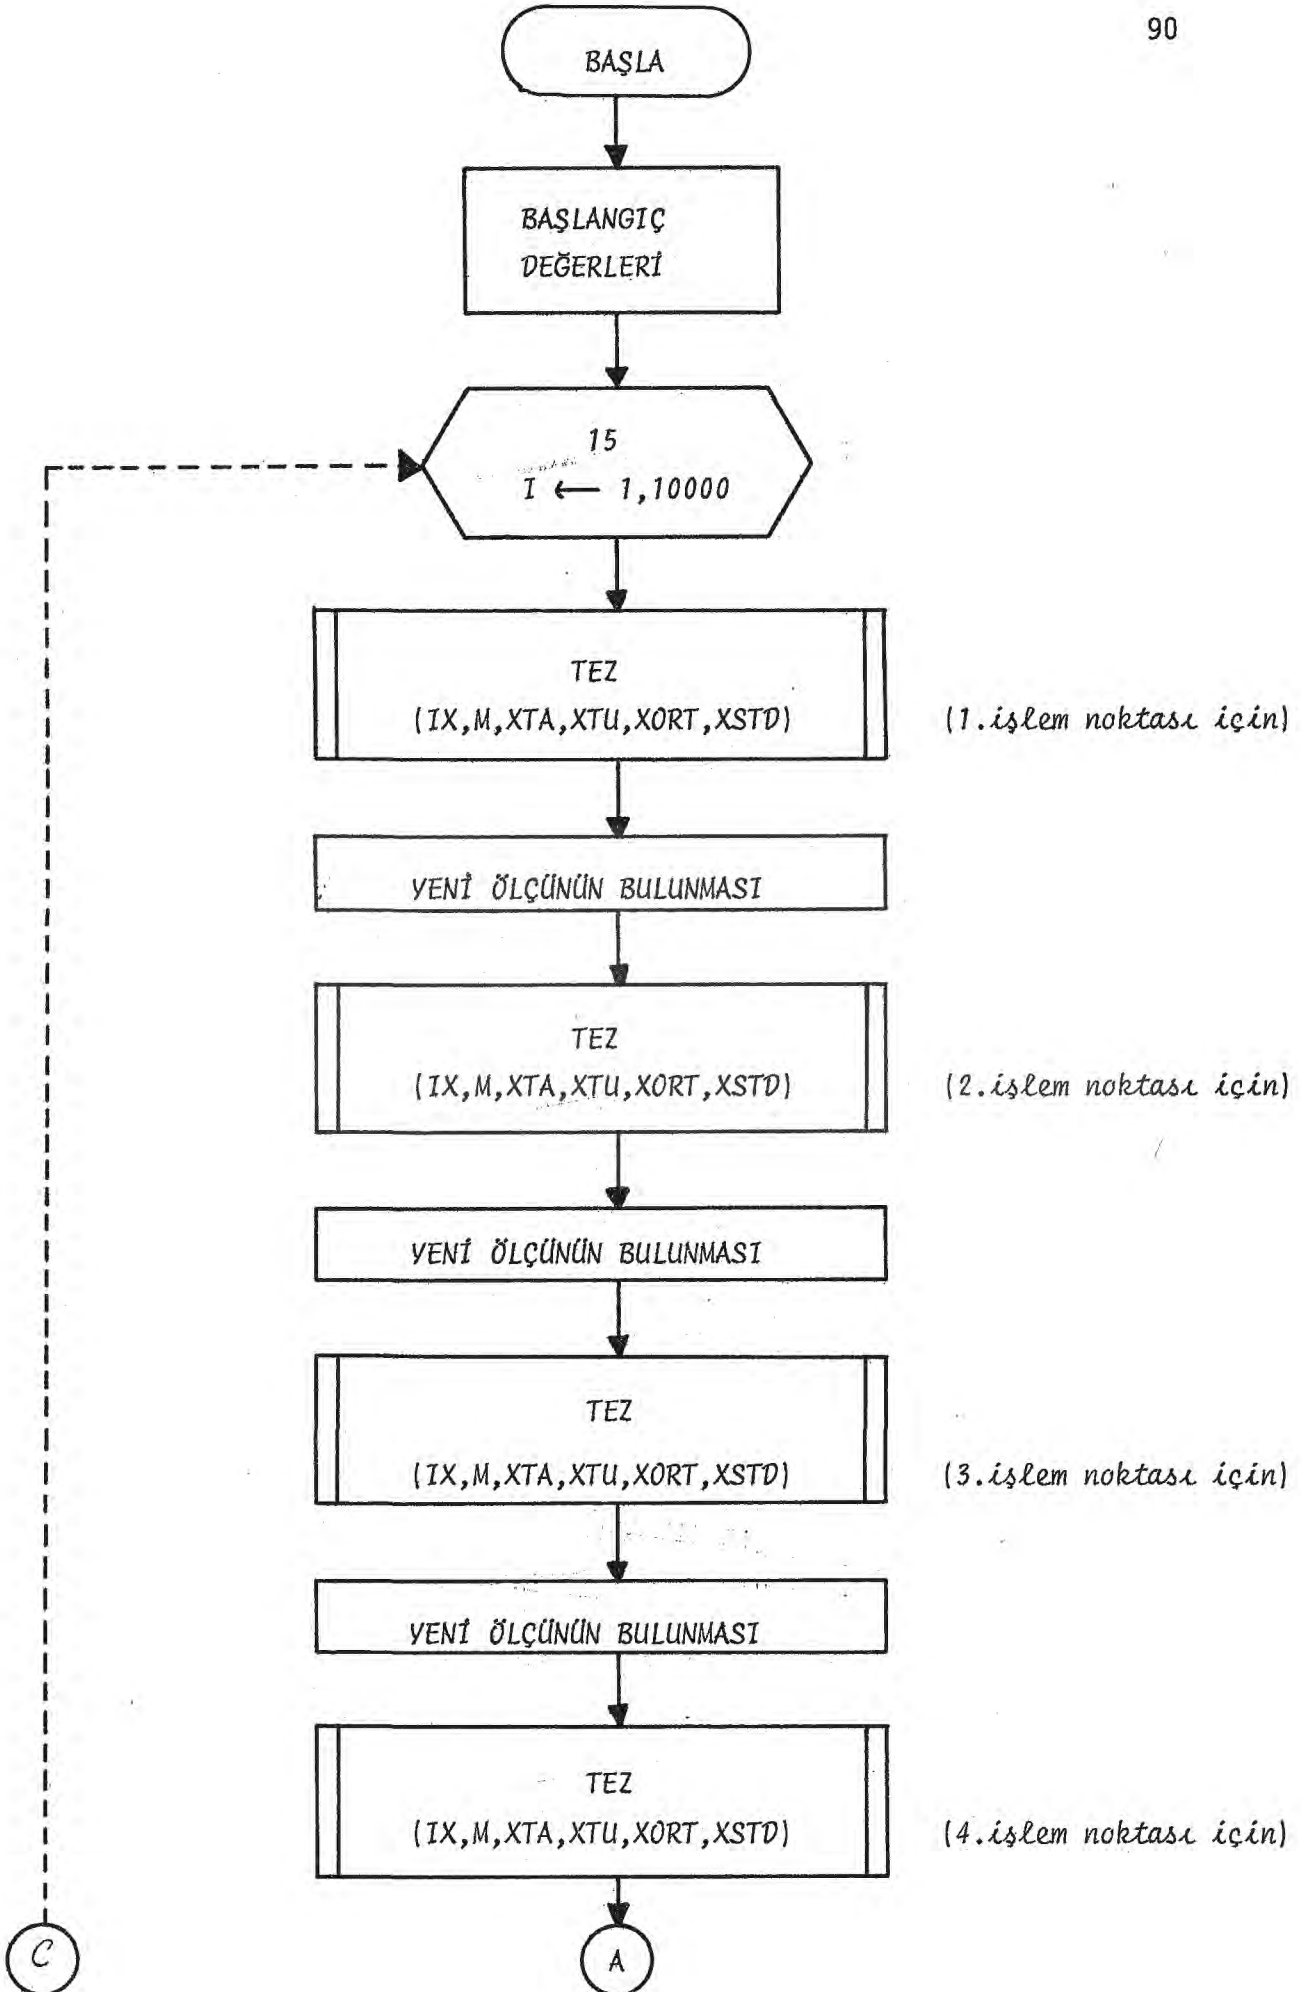 90
BAŞLA
BAŞLANGIÇ
DEĞERLERİ
15
I ← 1,10000
TEZ
(IX,M,XTA,XTU,XORT,XSTD)
(1.işlem noktası için)
YENİ ÖLÇÜNÜN BULUNMASI
TEZ
(IX,M,XTA,XTU,XORT,XSTD)
(2.işlem noktası için)
YENİ ÖLÇÜNÜN BULUNMASI
TEZ
(IX,M,XTA,XTU,XORT,XSTD)
(3.işlem noktası için)
YENİ ÖLÇÜNÜN BULUNMASI
TEZ
(IX,M,XTA,XTU,XORT,XSTD)
(4.işlem noktası için)
C
A